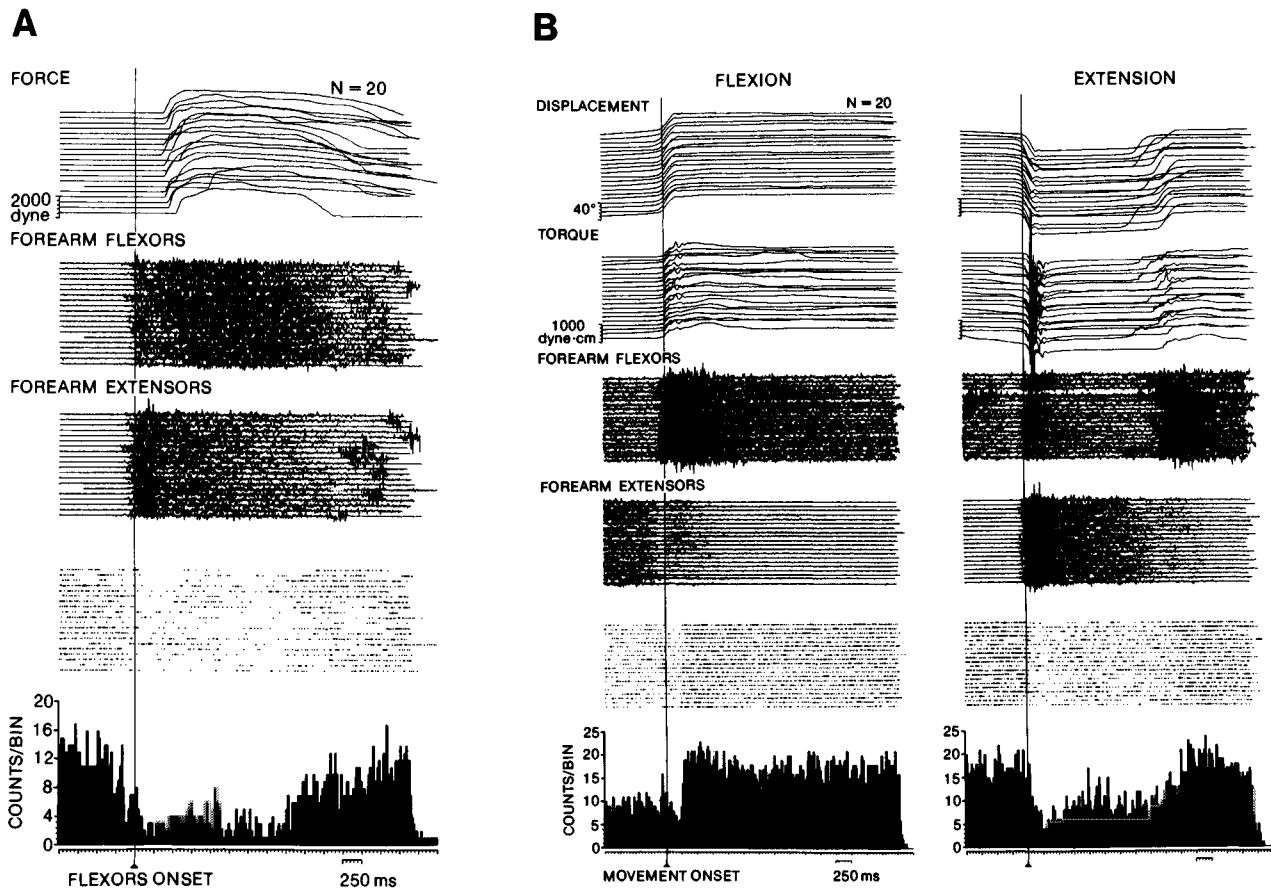 A
FORCE
N = 20
2000
dyne
FOREARM FLEXORS
FOREARM EXTENSORS
20
16
12
8
4
0
COUNTS/BIN
FLEXORS ONSET
250 ms
B
FLEXION
EXTENSION
DISPLACEMENT
N = 20
40°
TORQUE
1000
dyne·cm
FOREARM FLEXORS
FOREARM EXTENSORS
25
20
15
10
5
0
COUNTS/BIN
MOVEMENT ONSET
250 ms
25
20
15
10
5
0